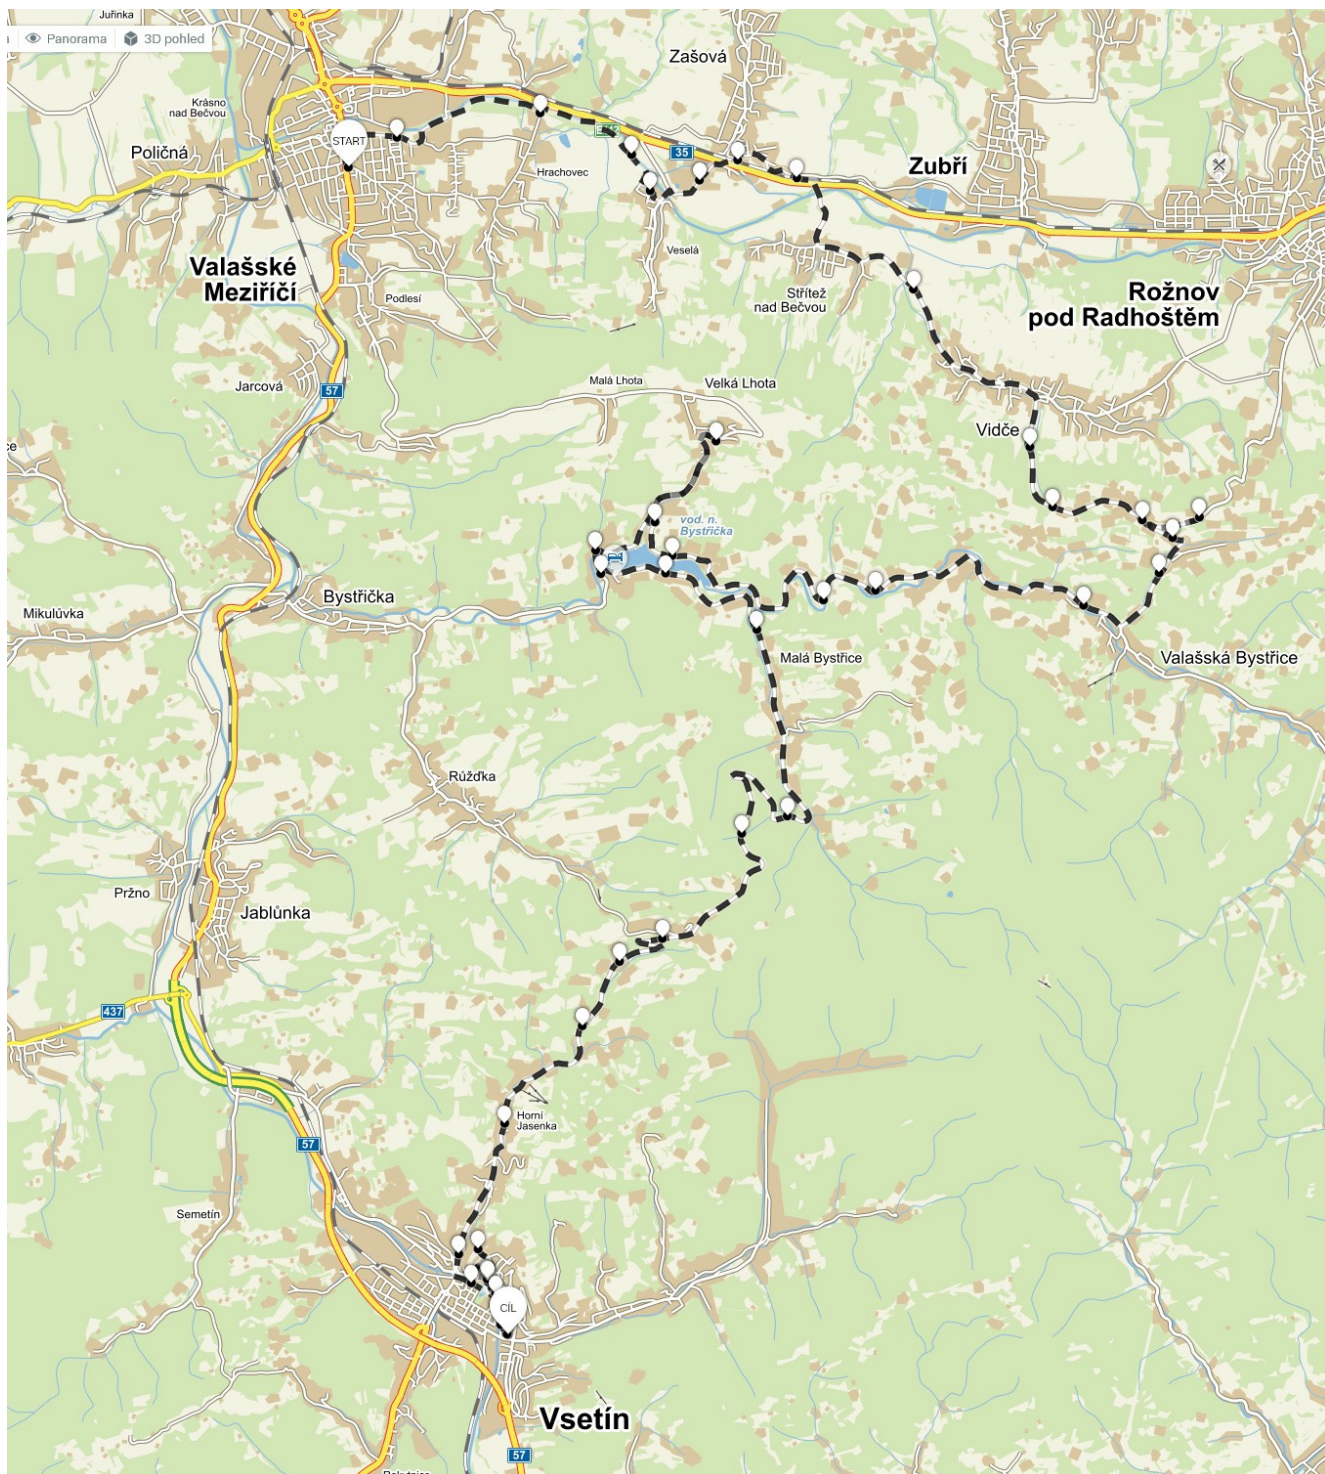 Juřinka
Panorama
3D pohled
Zašová
Krásno
nad Bečvou
START
Poličná
35
Hrachovec
Zubří
Veselá
Valašské
Meziříčí
Podlesí
Střítež
nad Bečvou
Rožnov
pod Radhoštěm
Jarcová
57
Malá Lhota
Velká Lhota
Vidče
vod. n.
Bystřička
Bystřička
Mikulůvka
Malá Bystřice
Valašská Bystřice
Růžďka
Pržno
Jablůnka
437
Horní
Jasenka
57
Semetín
CÍL
Vsetín
57